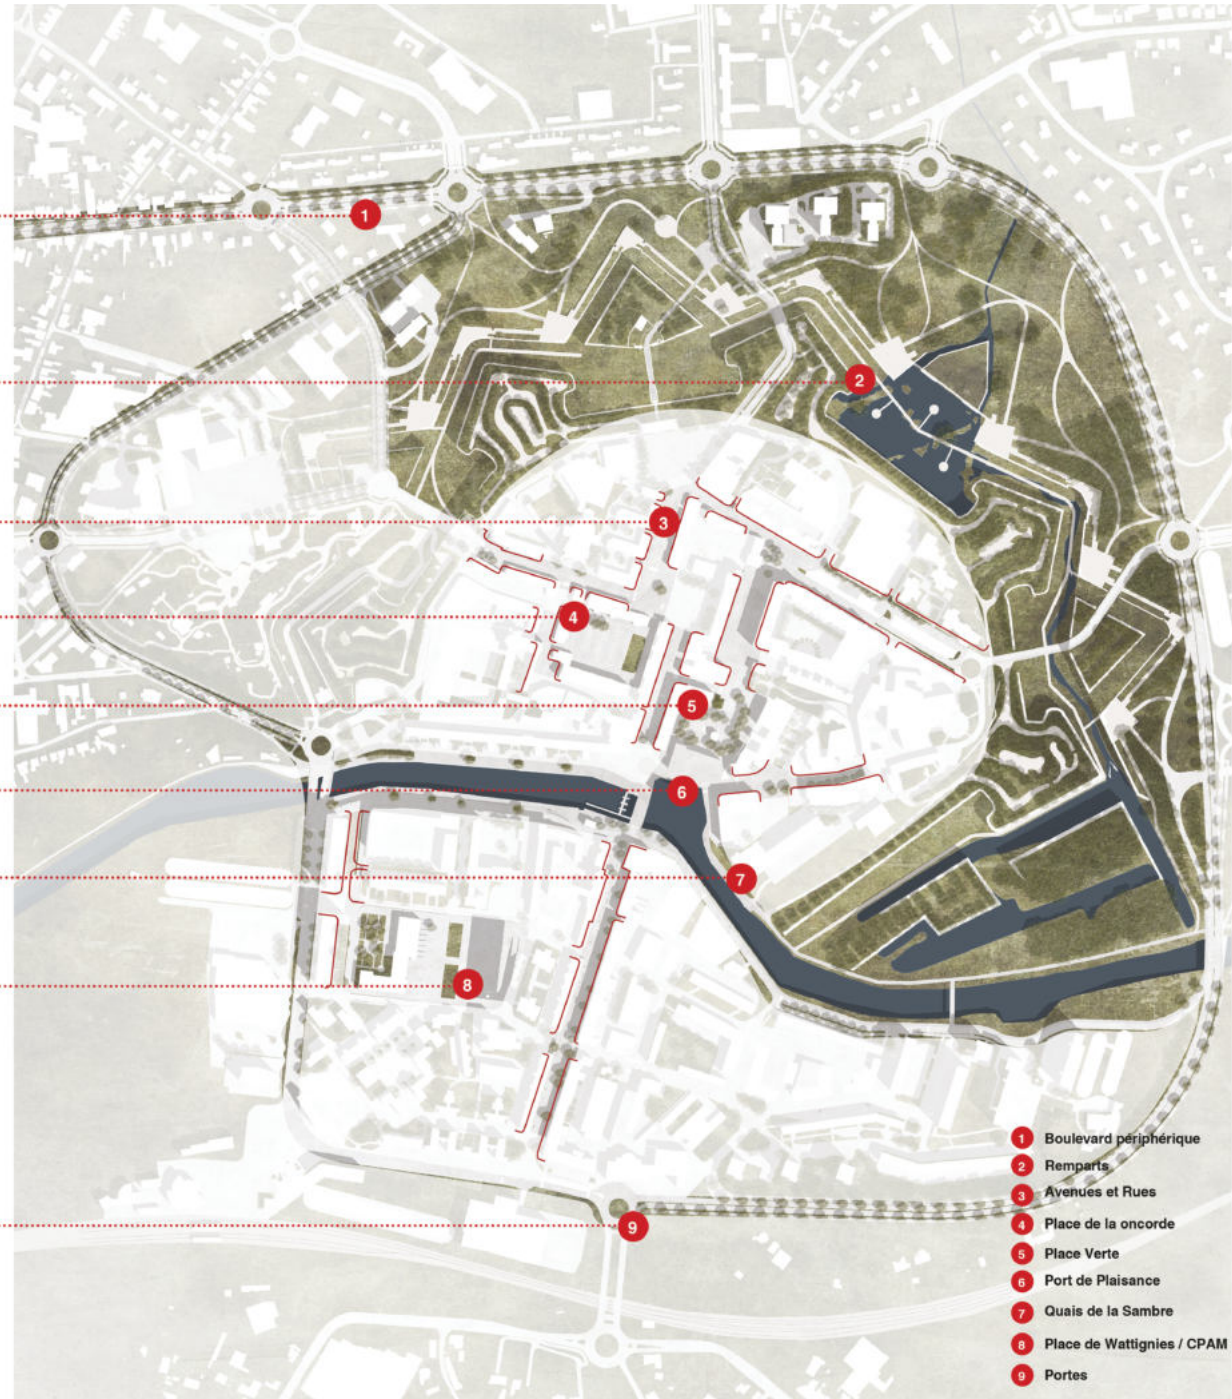 1
2
3
4
5
6
7
8
9
1 Boulevard périphérique
2 Remparts
3 Avenues et Rues
4 Place de la oncorde
5 Place Verte
6 Port de Plaisance
7 Quais de la Sambre
8 Place de Wattignies / CPAM
9 Portes